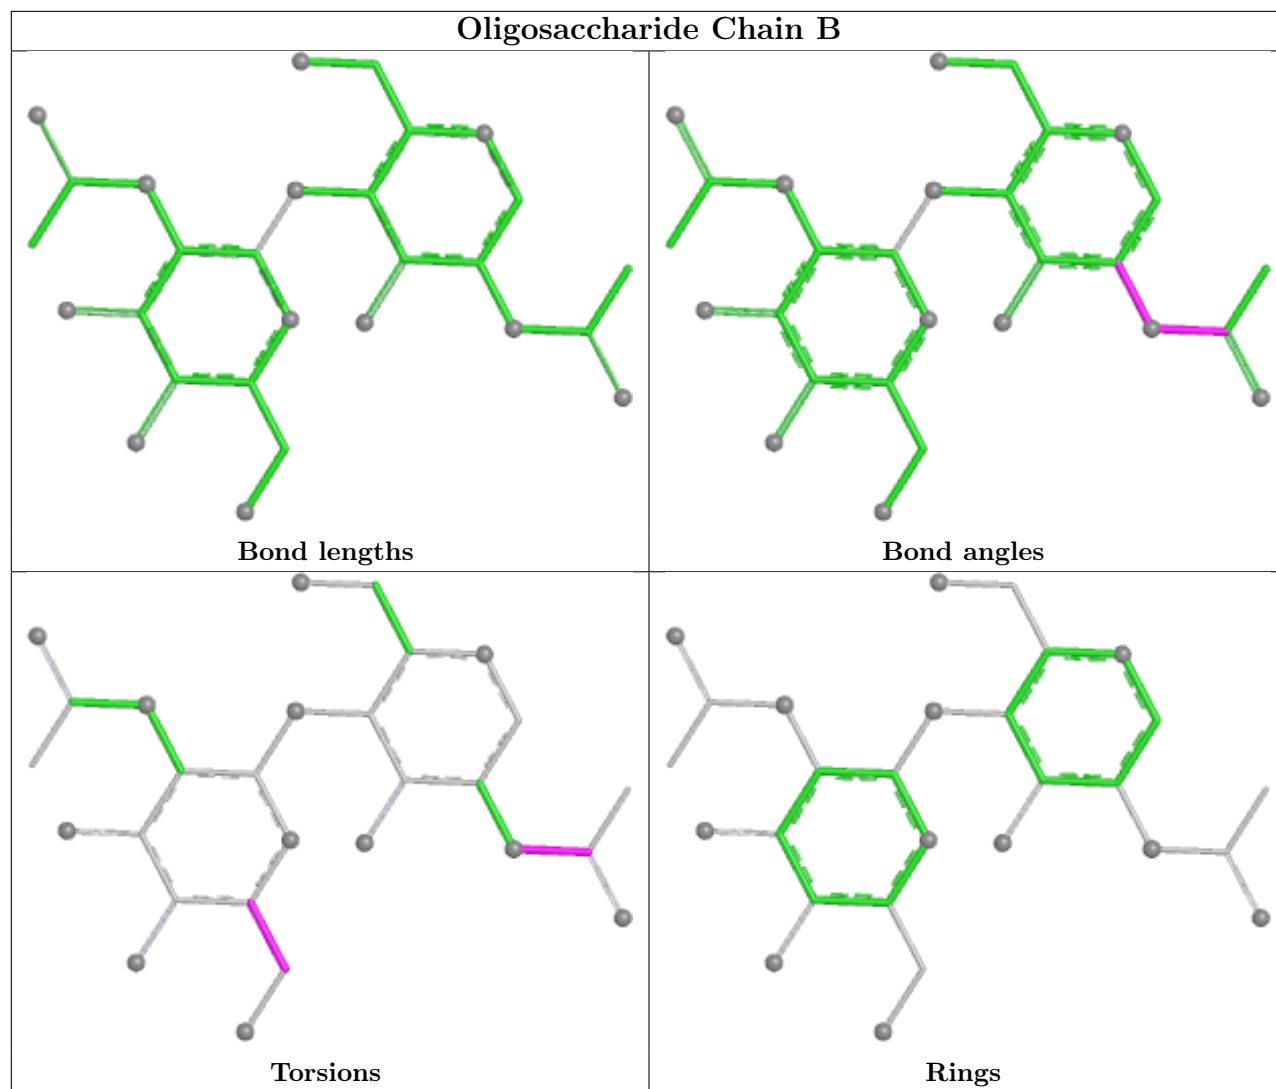 Oligosaccharide Chain B
Bond lengths
Bond angles
Torsions
Rings